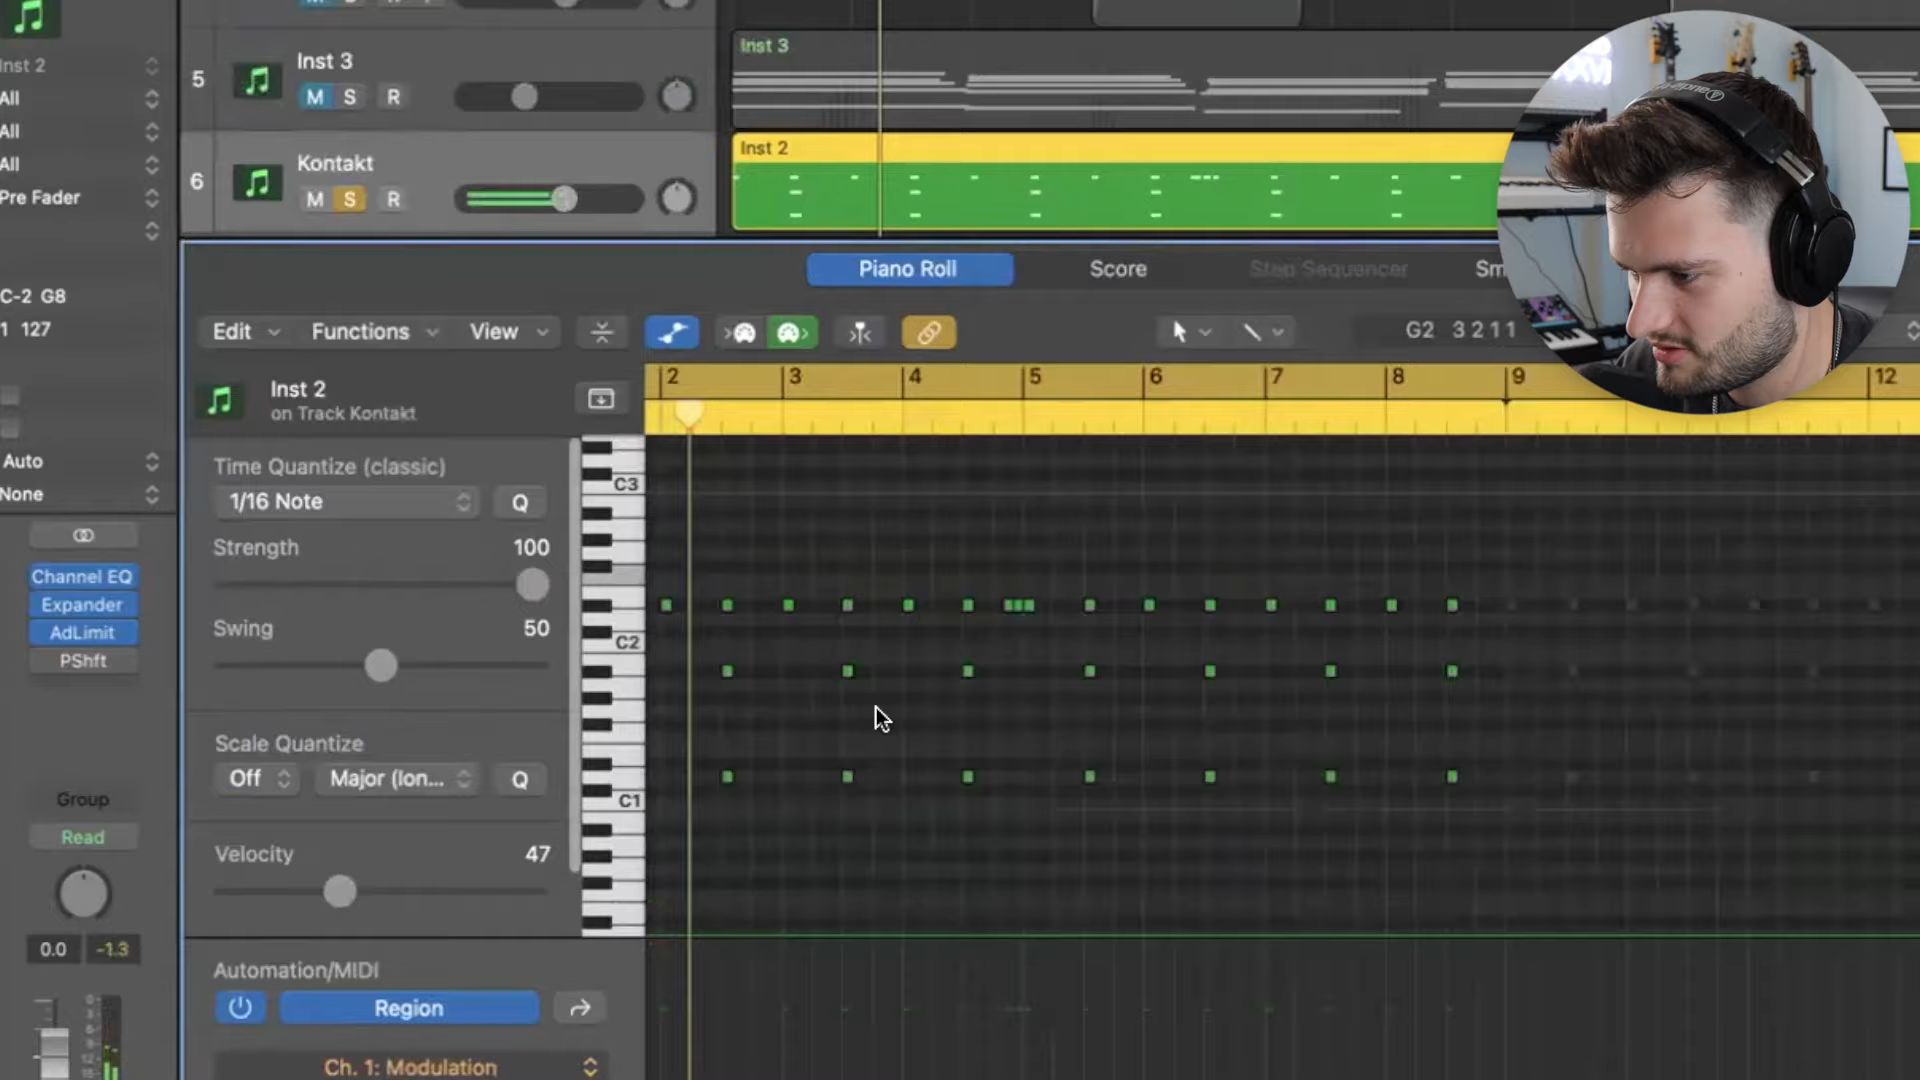 M S R I
Inst 2
All
All
All
Pre Fader
C-2 G8
1 127
Auto
None
Channel EQ
Expander
AdLimit
PShft
Group
Read
0.0 -1.3
5
Inst 3
M S R
Inst 3
6
Kontakt
M S R
Inst 2
Piano Roll Score Step Sequencer Sm
Edit Functions View
G2 3 2 1 1
Inst 2
on Track Kontakt
2 3 4 5 6 7 8 9 12
Time Quantize (classic)
1/16 Note Q
Strength 100
Swing 50
Scale Quantize
Off Major (Ion... Q
Velocity 47
C3
C2
C1
Automation/MIDI
Region
Ch. 1: Modulation